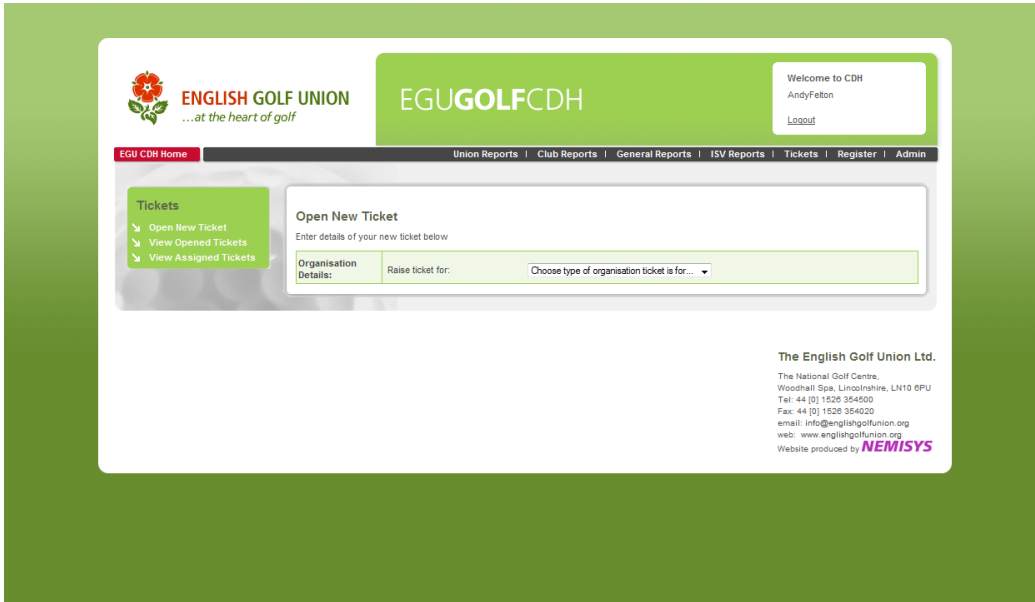 ENGLISH GOLF UNION
...at the heart of golf
EGUGOLFCDH
Welcome to CDH
AndyFelton
Logout
EGU CDH Home
Union Reports | Club Reports | General Reports | ISV Reports | Tickets | Register | Admin
Tickets
Open New Ticket
View Opened Tickets
View Assigned Tickets
Open New Ticket
Enter details of your new ticket below
Organisation
Details:
Raise ticket for:
Choose type of organisation ticket is for...
The English Golf Union Ltd.
The National Golf Centre,
Woodhall Spa, Lincolnshire, LN10 6PU
Tel: 44 [0] 1526 354500
Fax: 44 [0] 1526 354020
email: info@englishgolfunion.org
web: www.englishgolfunion.org
Website produced by NEMISYS